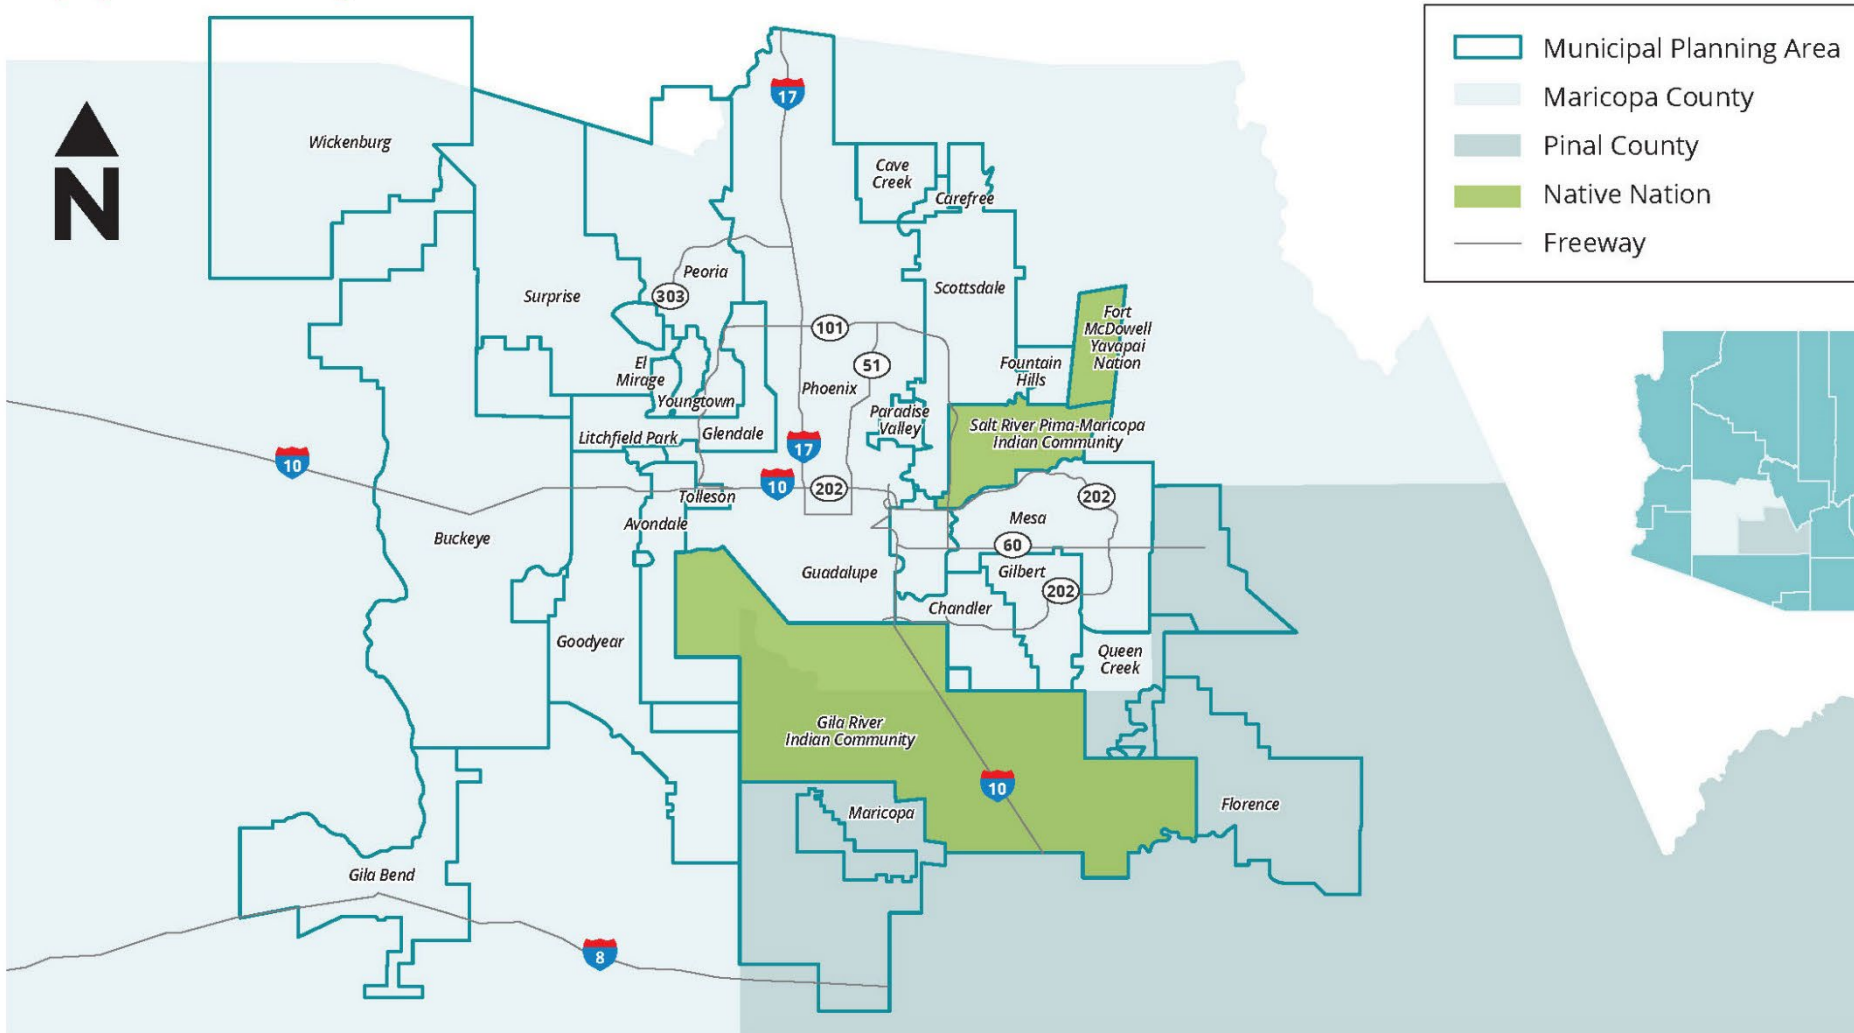 Municipal Planning Area
Maricopa County
Pinal County
Native Nation
Freeway
N
17
Wickenburg
Cave
Creek
Carefree
Peoria
303
Surprise
Scottsdale
Fort
McDowell
Yavapai
Nation
101
51
El
Mirage
Fountain
Hills
Phoenix
Youngtown
Paradise
Valley
Litchfield Park
Glendale
Salt River Pima-Maricopa
Indian Community
17
10
10
202
Tolleson
202
Avondale
Mesa
Buckeye
60
Guadalupe
Gilbert
202
Chandler
Goodyear
Queen
Creek
Gila River
Indian Community
10
Maricopa
Florence
Gila Bend
8